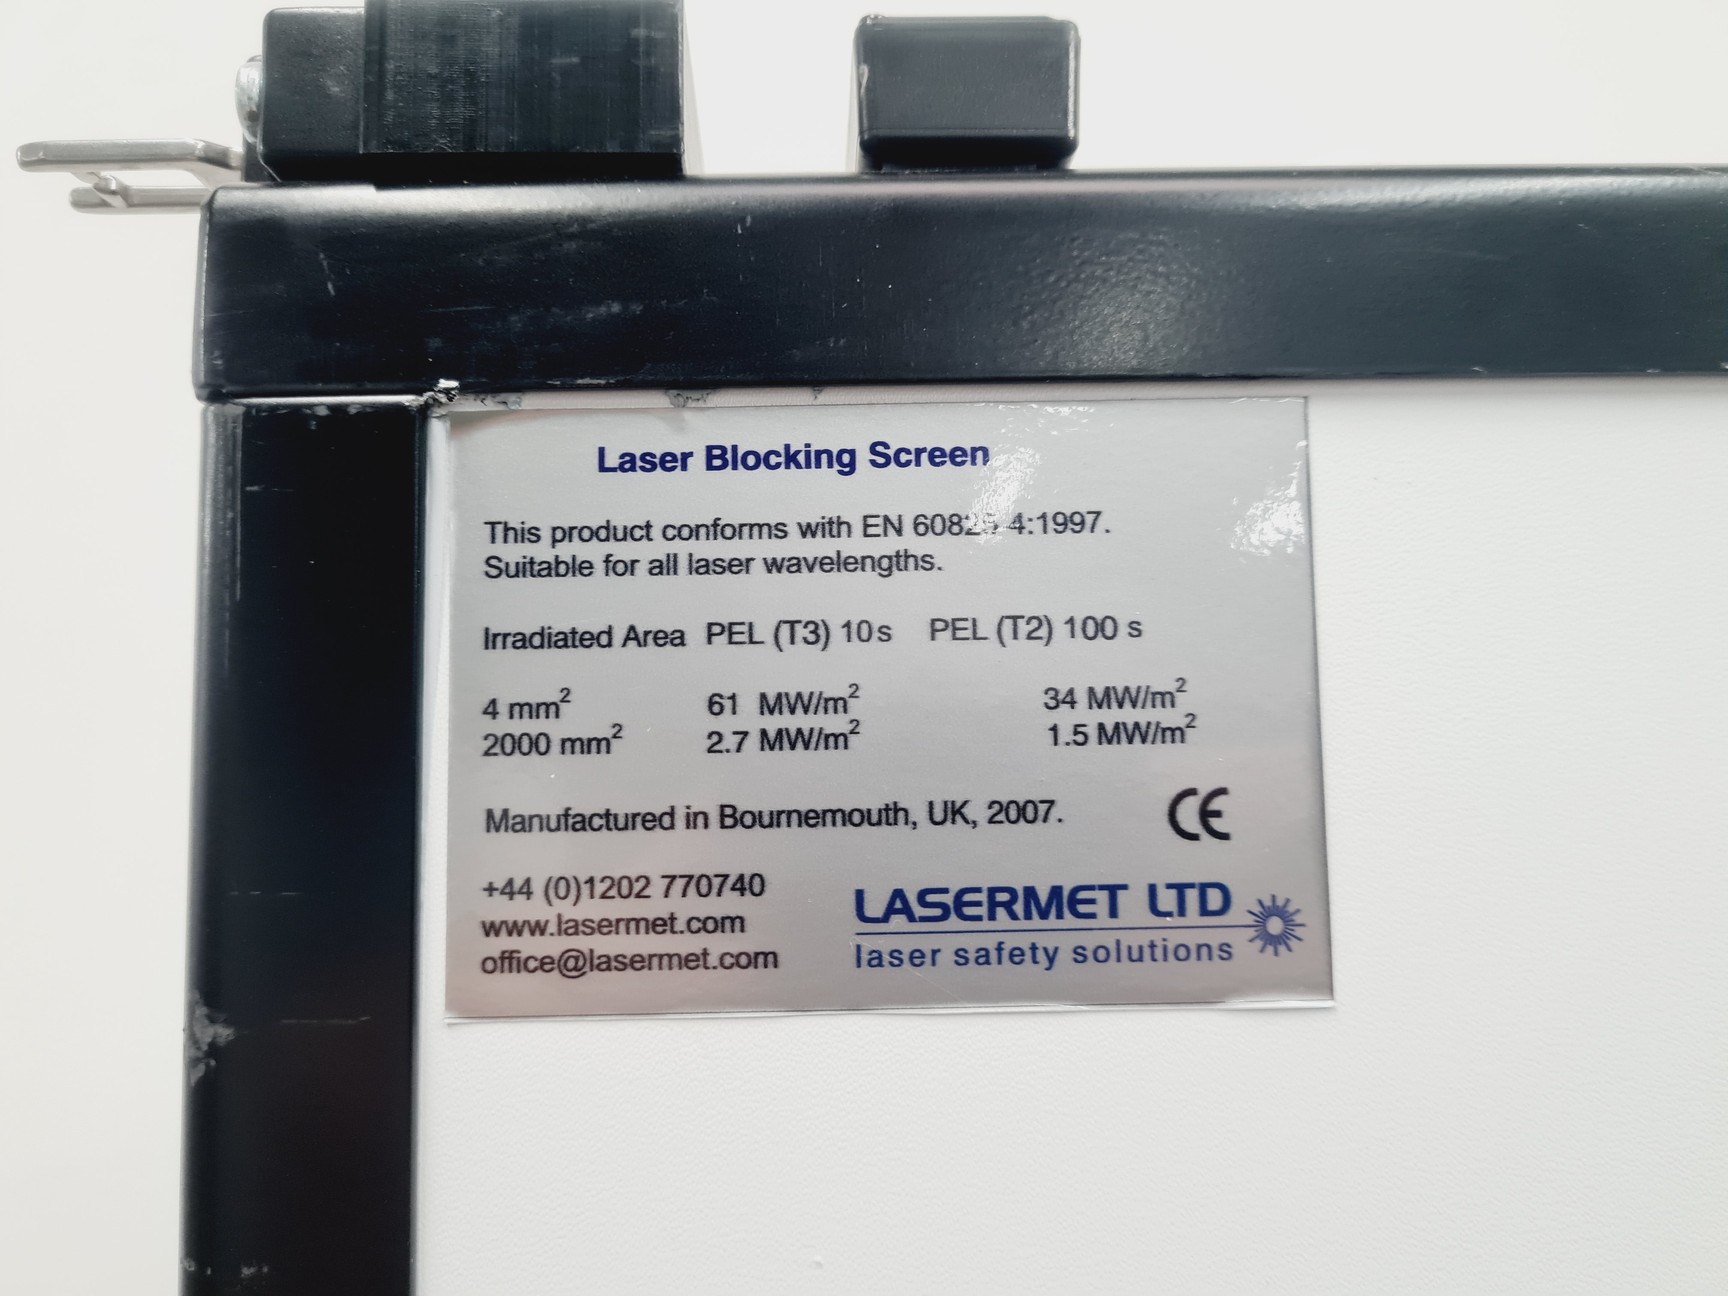 Laser Blocking Screen
This product conforms with EN 60825-4:1997.
Suitable for all laser wavelengths.
Irradiated Area PEL (T3) 10s PEL (T2) 100 s
4 mm² 61 MW/m² 34 MW/m²
2000 mm² 2.7 MW/m² 1.5 MW/m²
Manufactured in Bournemouth, UK, 2007. CE
+44 (0)1202 770740
www.lasermet.com
office@lasermet.com
LASERMET LTD
laser safety solutions